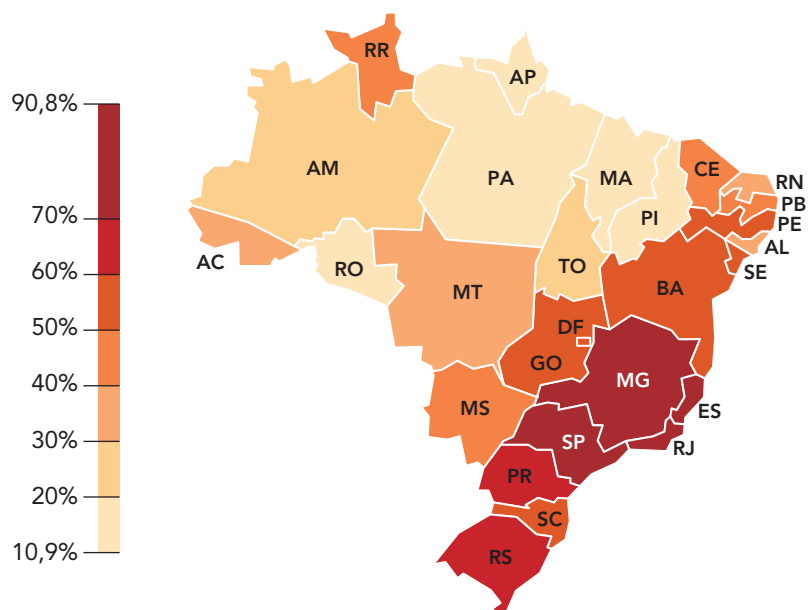 90,8%
70%
60%
50%
40%
30%
20%
10,9%
RR
AP
AM
PA
MA
CE
RN
PB
PE
AL
SE
PI
AC
RO
TO
MT
BA
DF
GO
MG
ES
MS
SP
RJ
PR
SC
RS